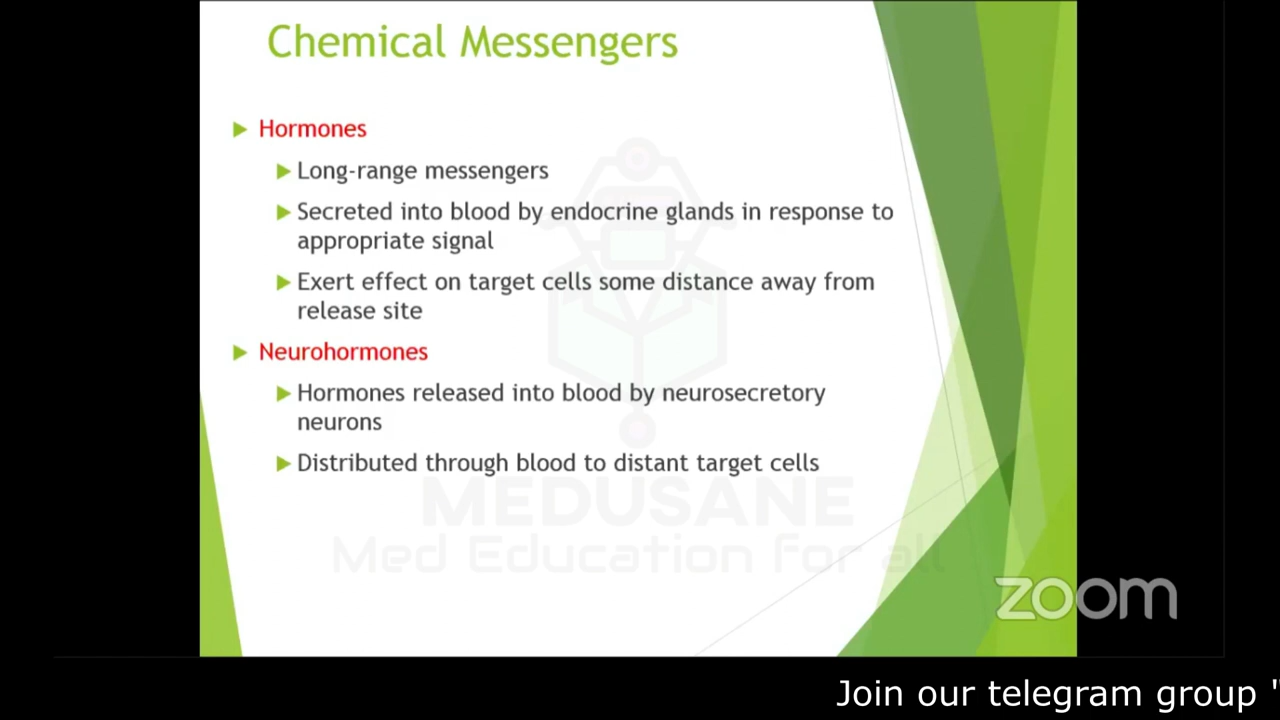 Chemical Messengers
Hormones
Long-range messengers
Secreted into blood by endocrine glands in response to
appropriate signal
Exert effect on target cells some distance away from
release site
Neurohormones
Hormones released into blood by neurosecretory
neurons
Distributed through blood to distant target cells
MEDUSANE
Med Education for all
zoom
Join our telegram group "